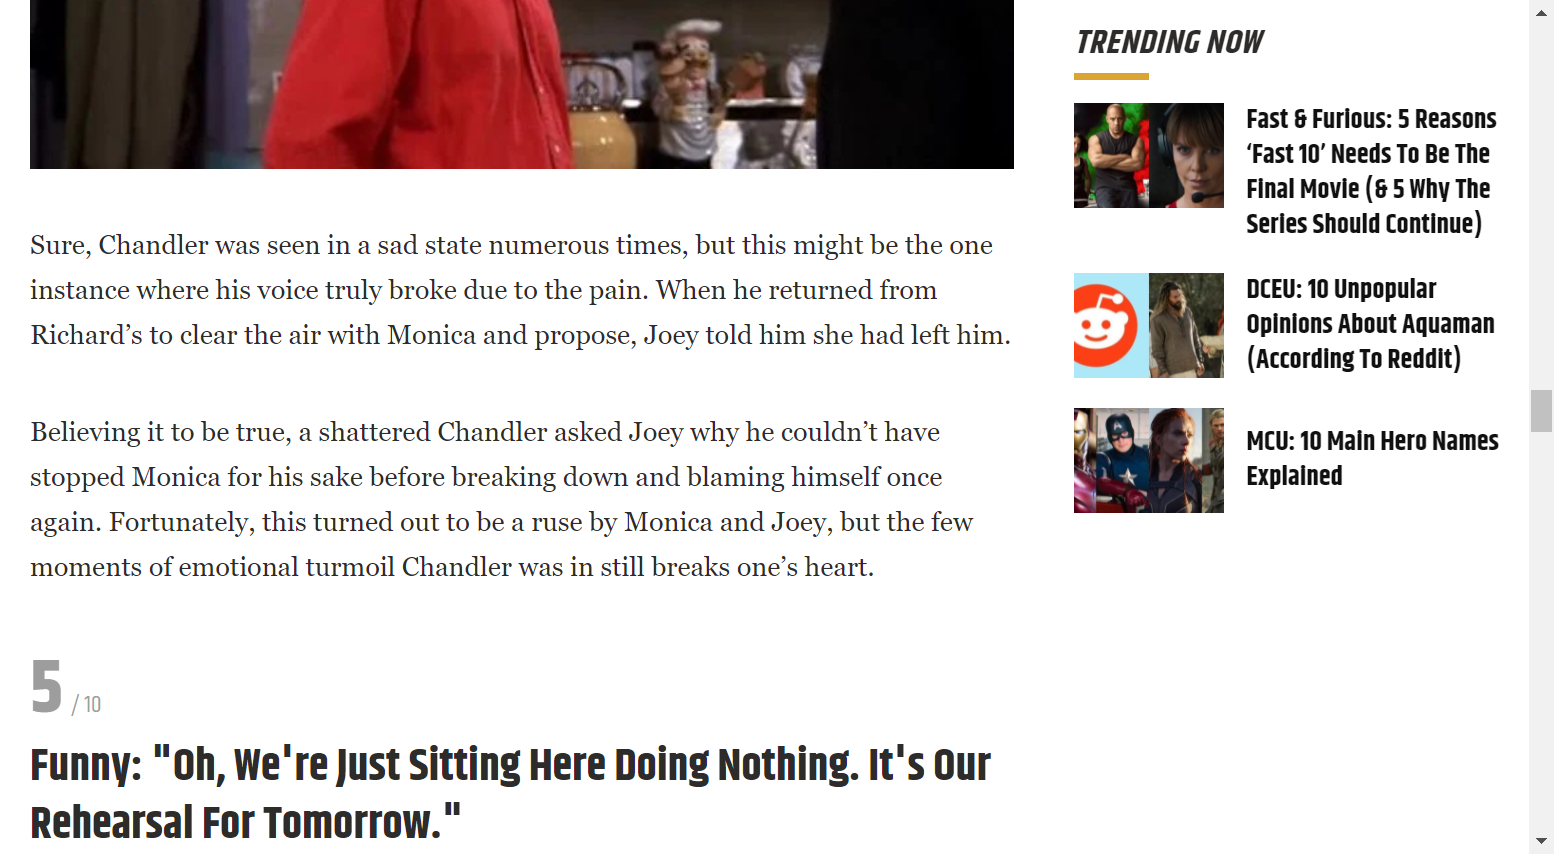 Sure, Chandler was seen in a sad state numerous times, but this might be the one
instance where his voice truly broke due to the pain. When he returned from
Richard’s to clear the air with Monica and propose, Joey told him she had left him.
Believing it to be true, a shattered Chandler asked Joey why he couldn’t have
stopped Monica for his sake before breaking down and blaming himself once
again. Fortunately, this turned out to be a ruse by Monica and Joey, but the few
moments of emotional turmoil Chandler was in still breaks one’s heart.
5 / 10
Funny: "Oh, We're Just Sitting Here Doing Nothing. It's Our
Rehearsal For Tomorrow."
TRENDING NOW
Fast & Furious: 5 Reasons
‘Fast 10’ Needs To Be The
Final Movie (& 5 Why The
Series Should Continue)
DCEU: 10 Unpopular
Opinions About Aquaman
(According To Reddit)
MCU: 10 Main Hero Names
Explained